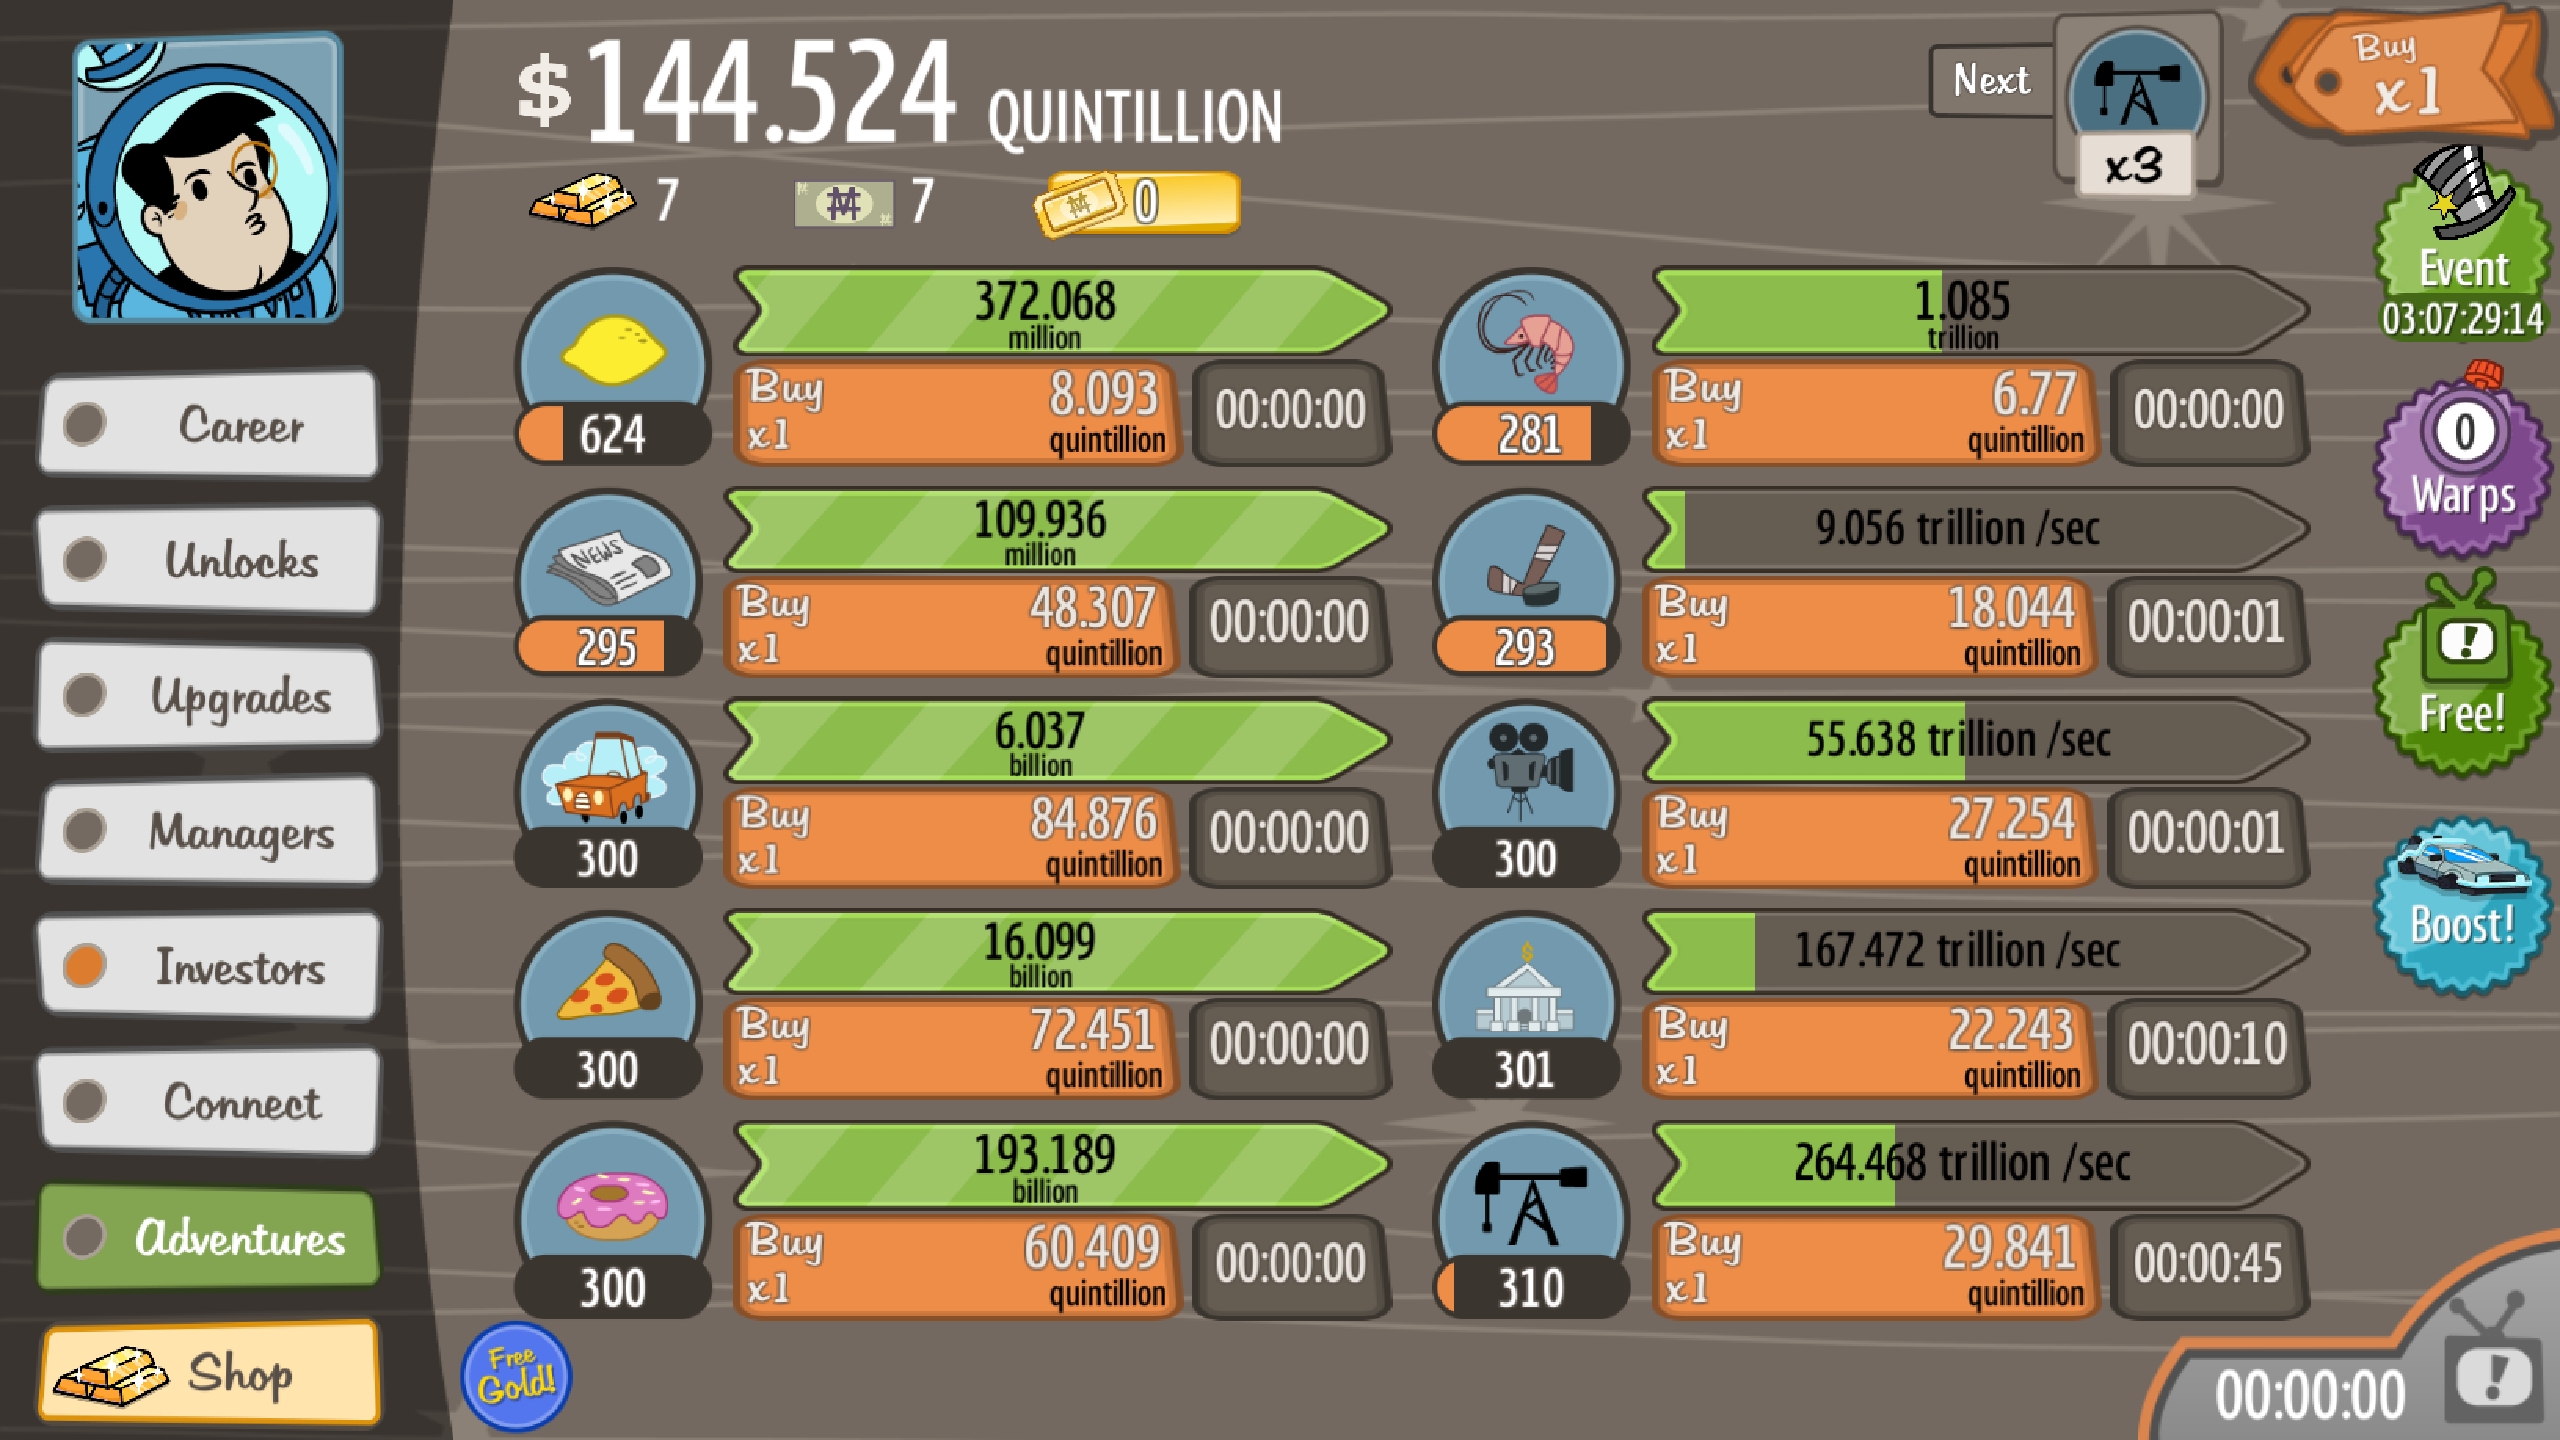 $144.524 QUINTILLION
7
7
0
Next
x3
Buy
x1
Event
03:07:29:14
0
Warps
Free!
Boost!
Career
Unlocks
Upgrades
Managers
Investors
Connect
Adventures
Shop
Free
Gold!
624
372.068
million
Buy
x1
8.093
quintillion
00:00:00
NEWS
295
109.936
million
Buy
x1
48.307
quintillion
00:00:00
300
6.037
billion
Buy
x1
84.876
quintillion
00:00:00
300
16.099
billion
Buy
x1
72.451
quintillion
00:00:00
300
193.189
billion
Buy
x1
60.409
quintillion
00:00:00
281
1.085
trillion
Buy
x1
6.77
quintillion
00:00:00
293
9.056 trillion /sec
Buy
x1
18.044
quintillion
00:00:01
300
55.638 trillion /sec
Buy
x1
27.254
quintillion
00:00:01
301
167.472 trillion /sec
Buy
x1
22.243
quintillion
00:00:10
310
264.468 trillion /sec
Buy
x1
29.841
quintillion
00:00:45
00:00:00